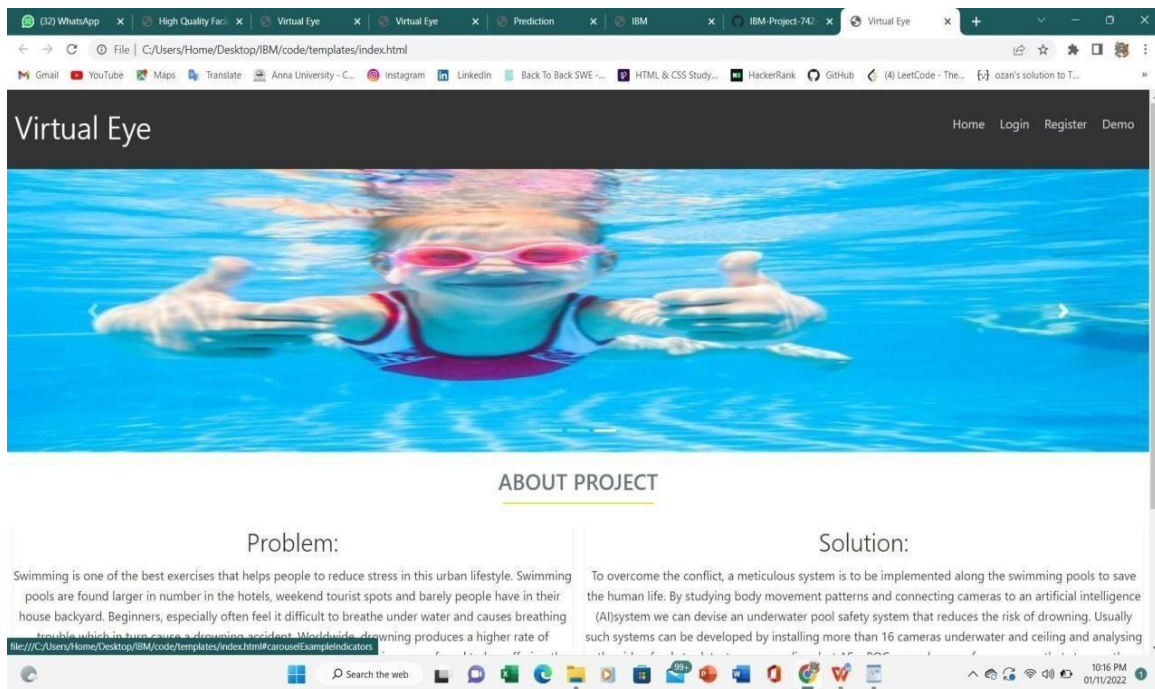 (32) WhatsApp
High Quality Faci
Virtual Eye
Virtual Eye
Prediction
IBM
IBM-Project-742
Virtual Eye
File | C:/Users/Home/Desktop/IBM/code/templates/index.html
Gmail YouTube Maps Translate Anna University - C... Instagram LinkedIn Back To Back SWE -... HTML & CSS Study... HackerRank GitHub (4) LeetCode - The... ozan's solution to T...
Virtual Eye
Home Login Register Demo
ABOUT PROJECT
Problem:
Swimming is one of the best exercises that helps people to reduce stress in this urban lifestyle. Swimming
pools are found larger in number in the hotels, weekend tourist spots and barely people have in their
house backyard. Beginners, especially often feel it difficult to breathe under water and causes breathing
trouble which in turn cause a drowning accident. Worldwide, drowning produces a higher rate of
Solution:
To overcome the conflict, a meticulous system is to be implemented along the swimming pools to save
the human life. By studying body movement patterns and connecting cameras to an artificial intelligence
(AI)system we can devise an underwater pool safety system that reduces the risk of drowning. Usually
such systems can be developed by installing more than 16 cameras underwater and ceiling and analysing
file:///C:/Users/Home/Desktop/IBM/code/templates/index.html#carouselExampleIndicators
Search the web
99+
10:16 PM
01/11/2022